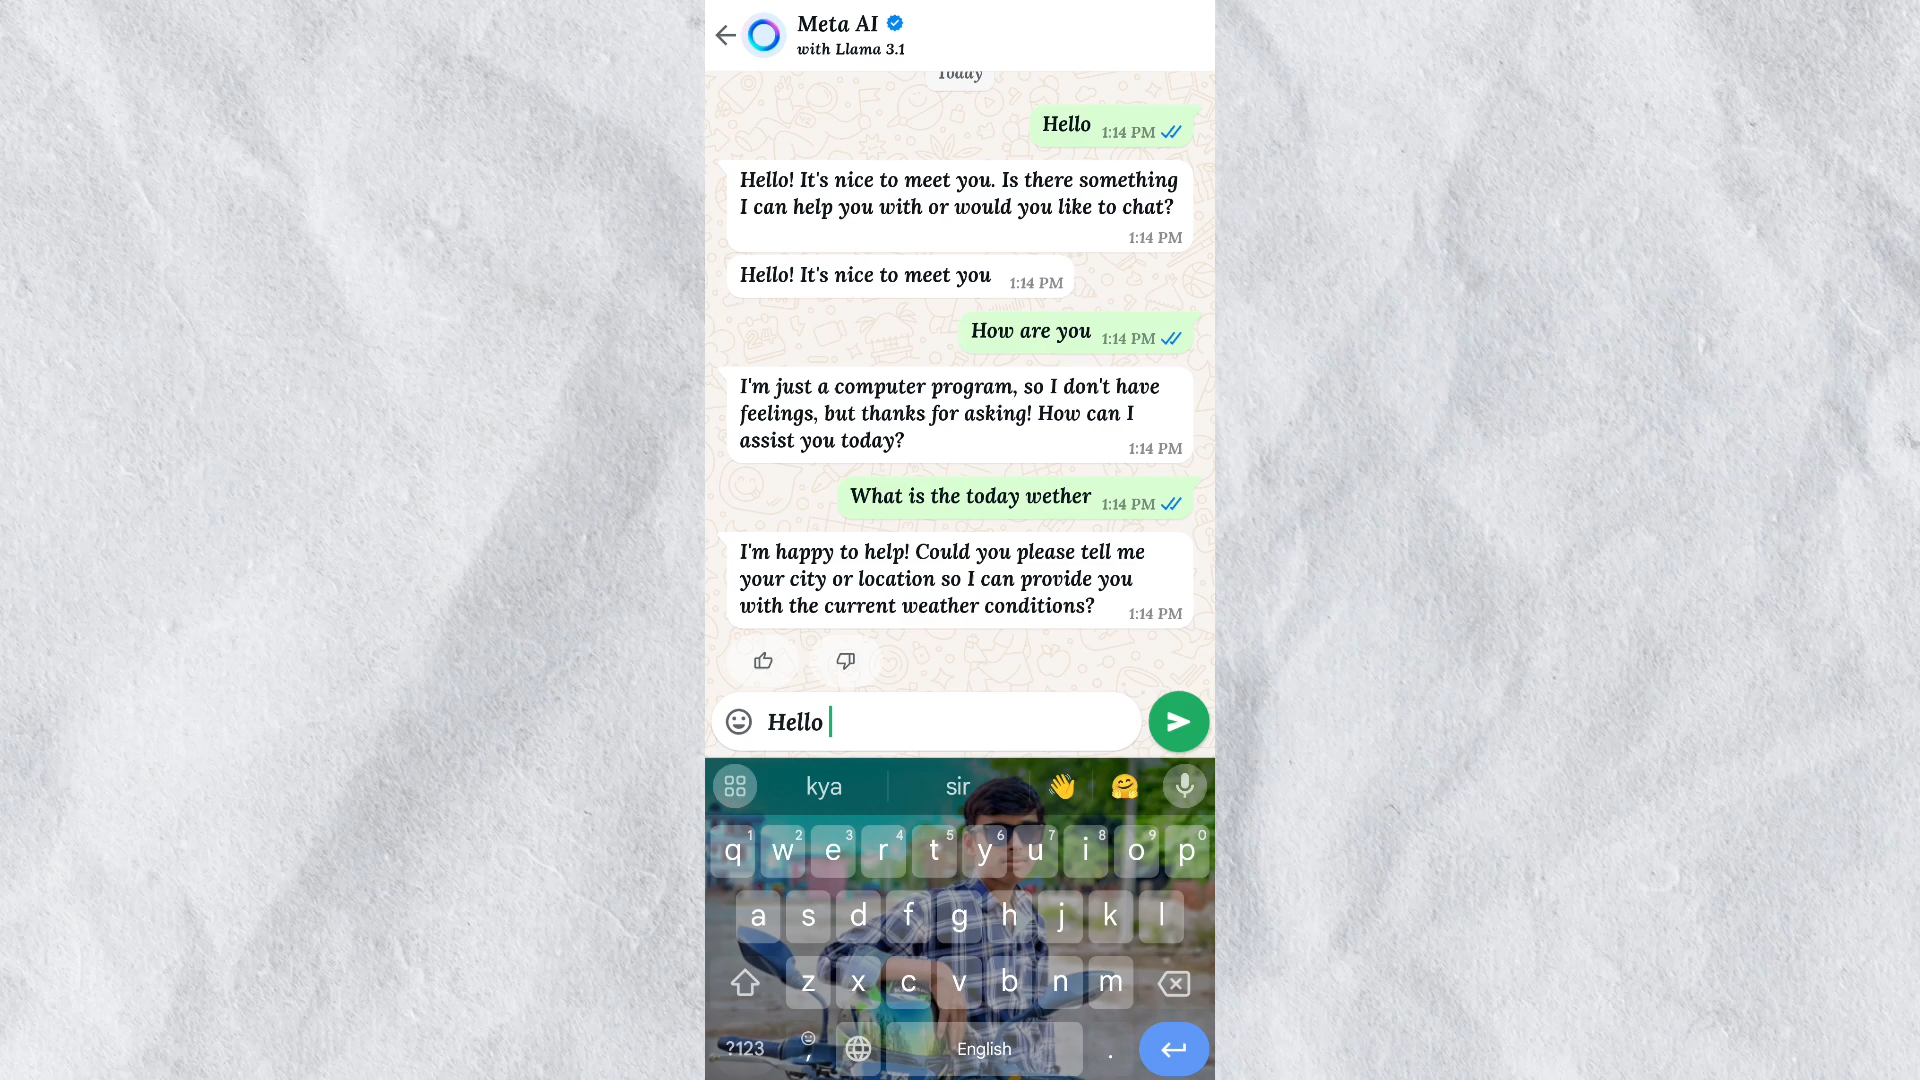 Meta AI
with Llama 3.1
Today
Hello 1:14 PM
Hello! It's nice to meet you. Is there something
I can help you with or would you like to chat?
1:14 PM
Hello! It's nice to meet you 1:14 PM
How are you 1:14 PM
I'm just a computer program, so I don't have
feelings, but thanks for asking! How can I
assist you today? 1:14 PM
What is the today wether 1:14 PM
I'm happy to help! Could you please tell me
your city or location so I can provide you
with the current weather conditions? 1:14 PM
Hello
kya sir
1 2 3 4 5 6 7 8 9 0
q w e r t y u i o p
a s d f g h j k l
z x c v b n m
?123 , English .